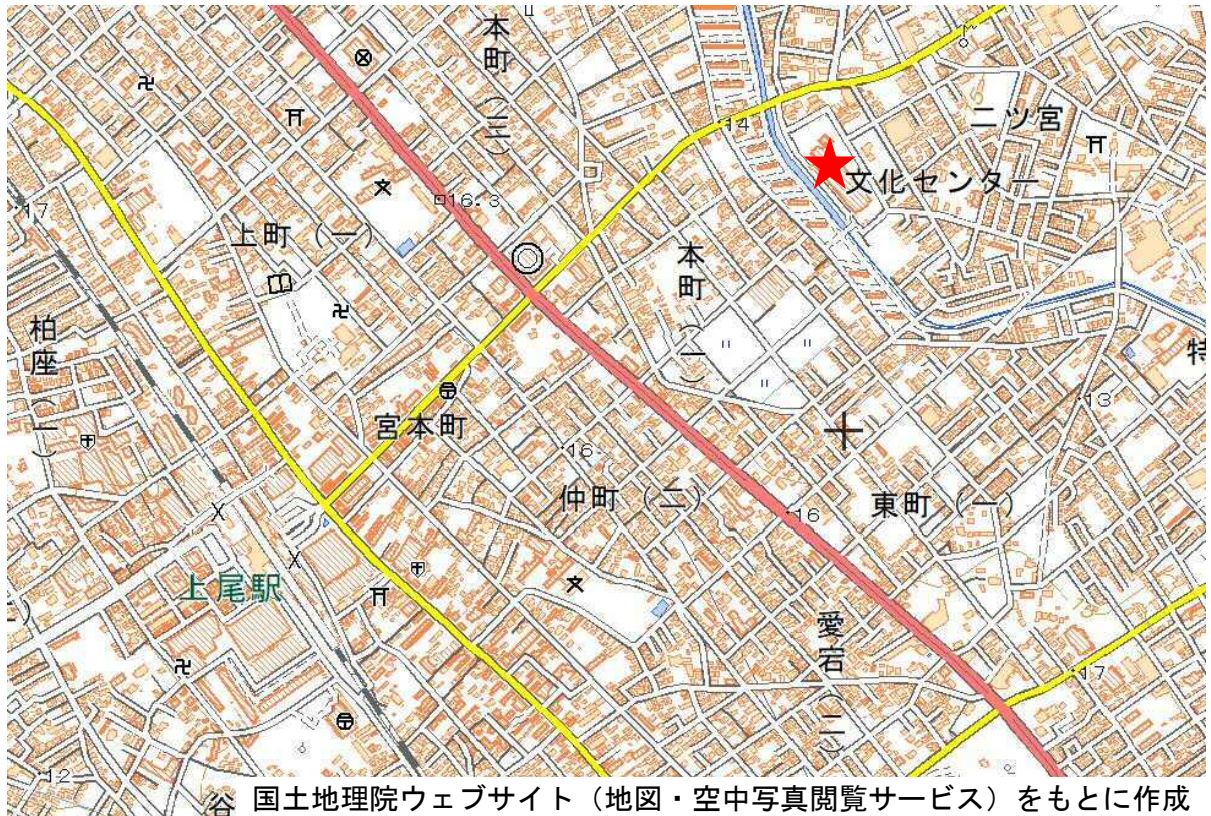 本町（三）
・14
二ツ宮
文化センター
・17
16.3
上町（一）
本町（一）
柏座（一）
特
宮本町
・13
・16
仲町（二）
・16
東町（一）
上尾駅
愛宕（二）
・17
・12
谷
国土地理院ウェブサイト（地図・空中写真閲覧サービス）をもとに作成